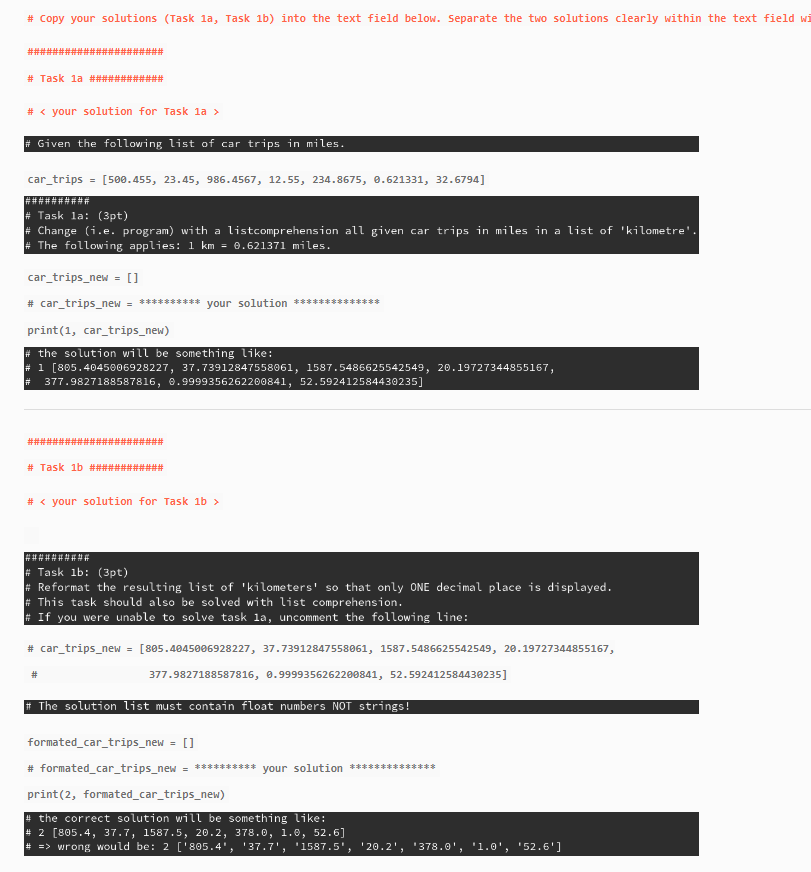 # Copy your solutions (Task 1a, Task 1b) into the text field below. Separate the two solutions clearly within the text field
######################
# Task 1a ############
# < your solution for Task 1a >
# Given the following list of car trips in miles.
car_trips = [500.455, 23.45, 986.4567, 12.55, 234.8675, 0.621331, 32.6794]
##########
# Task 1a: (3pt)
# Change (i.e. program) with a listcomprehension all given car trips in miles in a list of 'kilometre'.
# The following applies: 1 km = 0.621371 miles.
car_trips_new = []
# car_trips_new = ********** your solution **************
print(1, car_trips_new)
# the solution will be something like:
# 1 [805.4045006928227, 37.73912847558061, 1587.5486625542549, 20.19727344855167,
#  377.9827188587816, 0.9999356262200841, 52.592412584430235]
######################
# Task 1b ############
# < your solution for Task 1b >
##########
# Task 1b: (3pt)
# Reformat the resulting list of 'kilometers' so that only ONE decimal place is displayed.
# This task should also be solved with list comprehension.
# If you were unable to solve task 1a, uncomment the following line:
# car_trips_new = [805.4045006928227, 37.73912847558061, 1587.5486625542549, 20.19727344855167,
#                  377.9827188587816, 0.9999356262200841, 52.592412584430235]
# The solution list must contain float numbers NOT strings!
formated_car_trips_new = []
# formated_car_trips_new = ********** your solution **************
print(2, formated_car_trips_new)
# the correct solution will be something like:
# 2 [805.4, 37.7, 1587.5, 20.2, 378.0, 1.0, 52.6]
# => wrong would be: 2 ['805.4', '37.7', '1587.5', '20.2', '378.0', '1.0', '52.6']